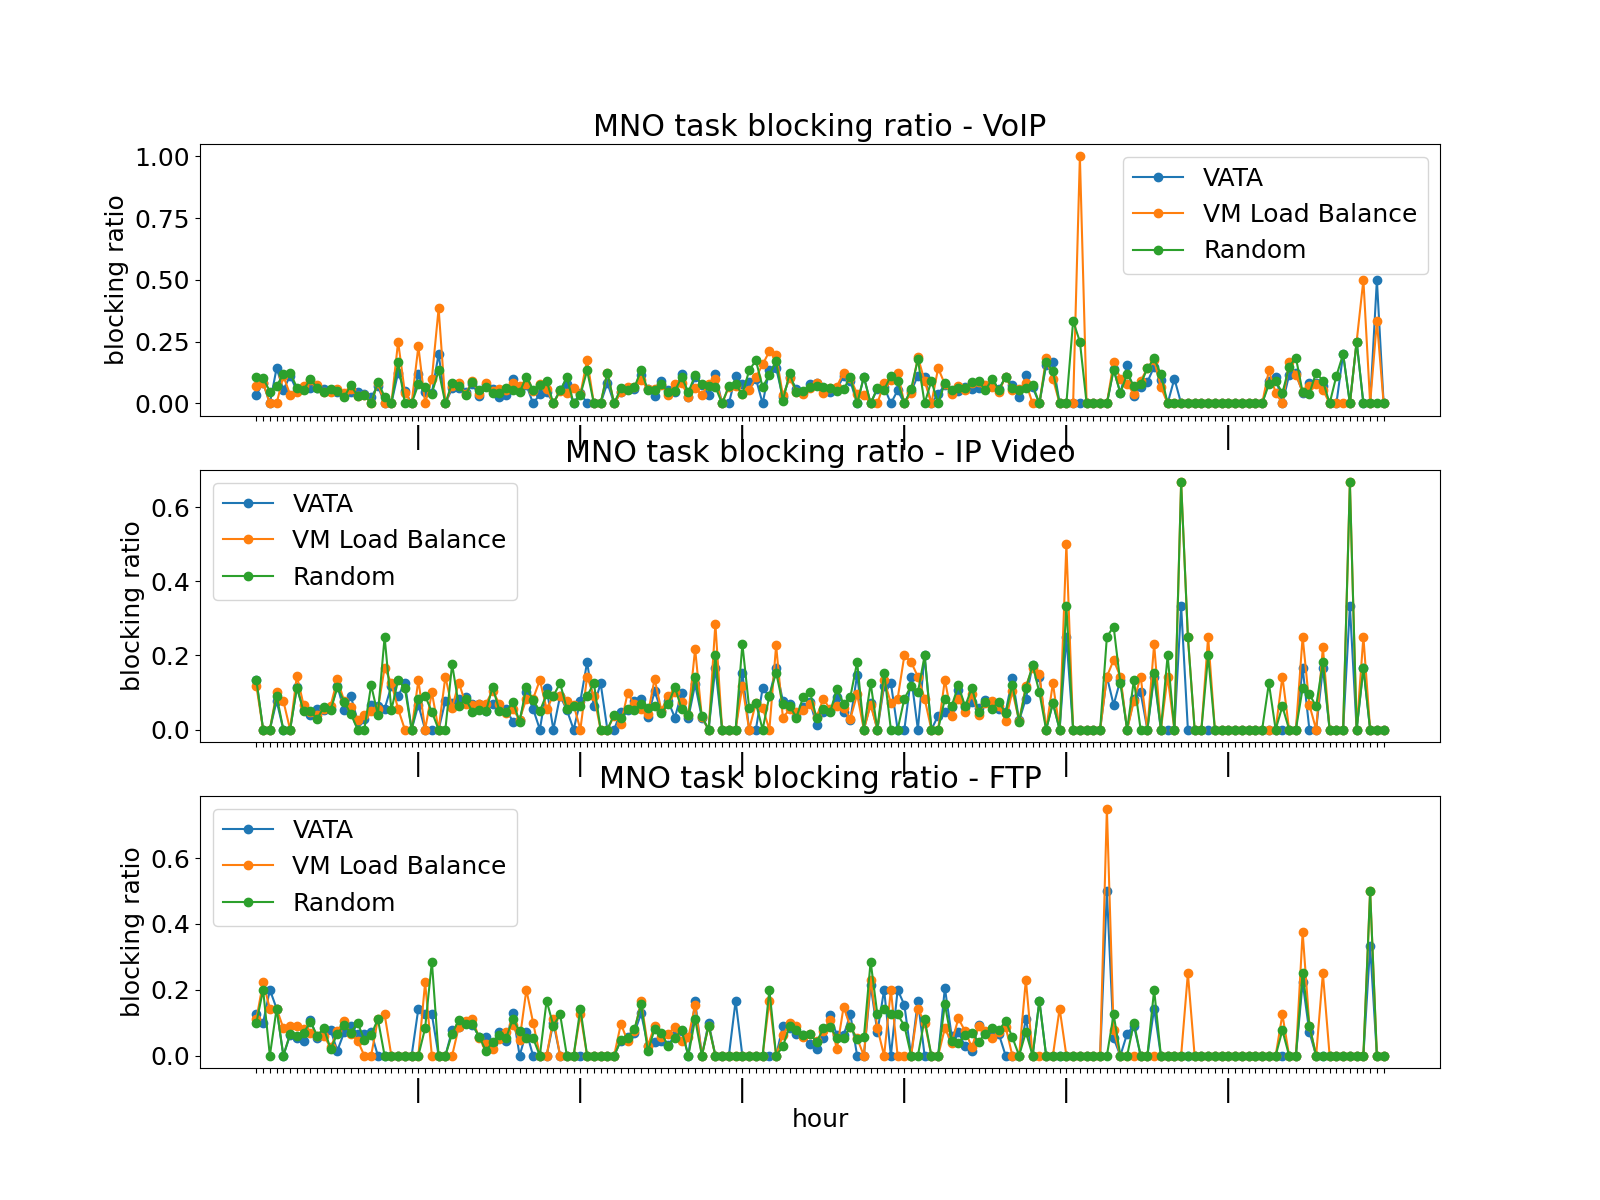 MNO task blocking ratio - VoIP
blocking ratio
1.00
0.75
0.50
0.25
0.00
VATA
VM Load Balance
Random
| | | | | |
MNO task blocking ratio - IP Video
blocking ratio
0.6
0.4
0.2
0.0
VATA
VM Load Balance
Random
| | | | | |
MNO task blocking ratio - FTP
blocking ratio
0.6
0.4
0.2
0.0
VATA
VM Load Balance
Random
| | | | | |
hour